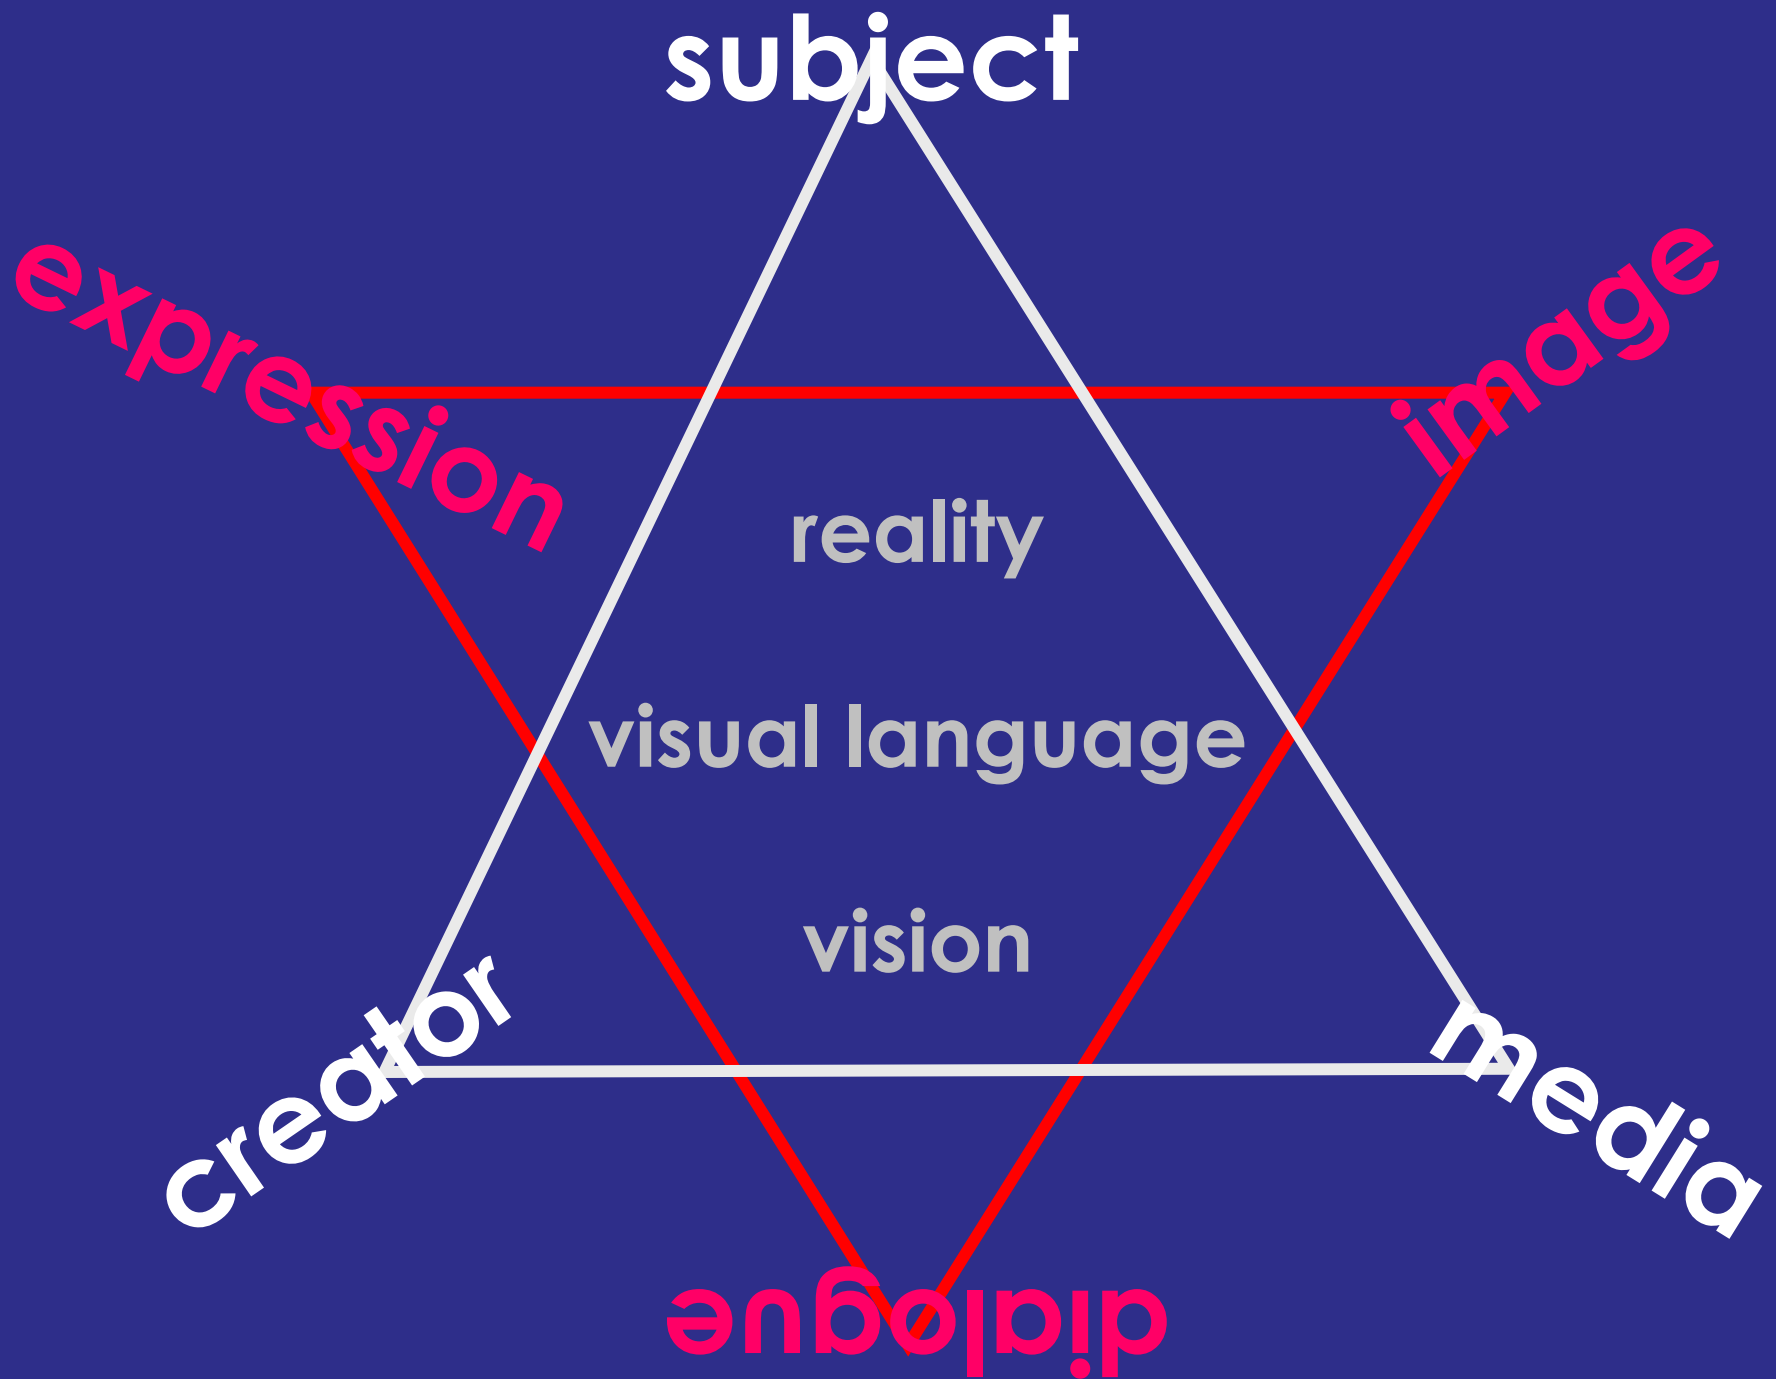 subject
expression
image
reality
visual language
vision
creator
media
dialogue